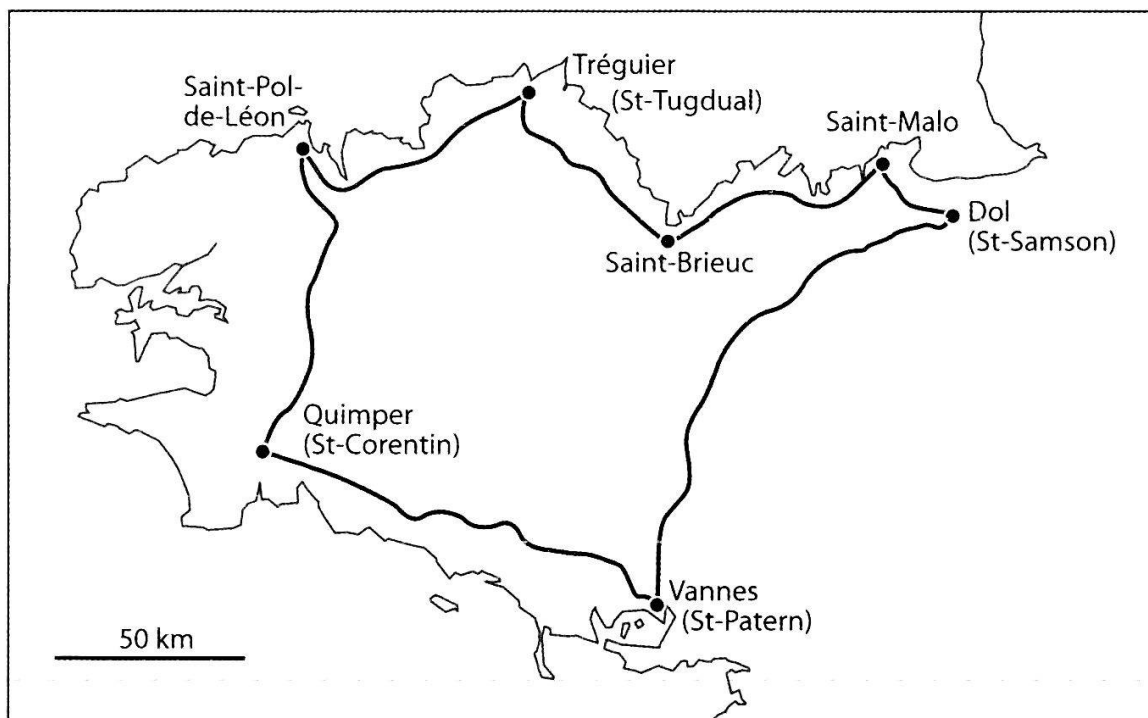 Tréguier
(St-Tugdual)
Saint-Pol-
de-Léon
Saint-Malo
Dol
(St-Samson)
Saint-Brieuc
Quimper
(St-Corentin)
Vannes
(St-Patern)
50 km